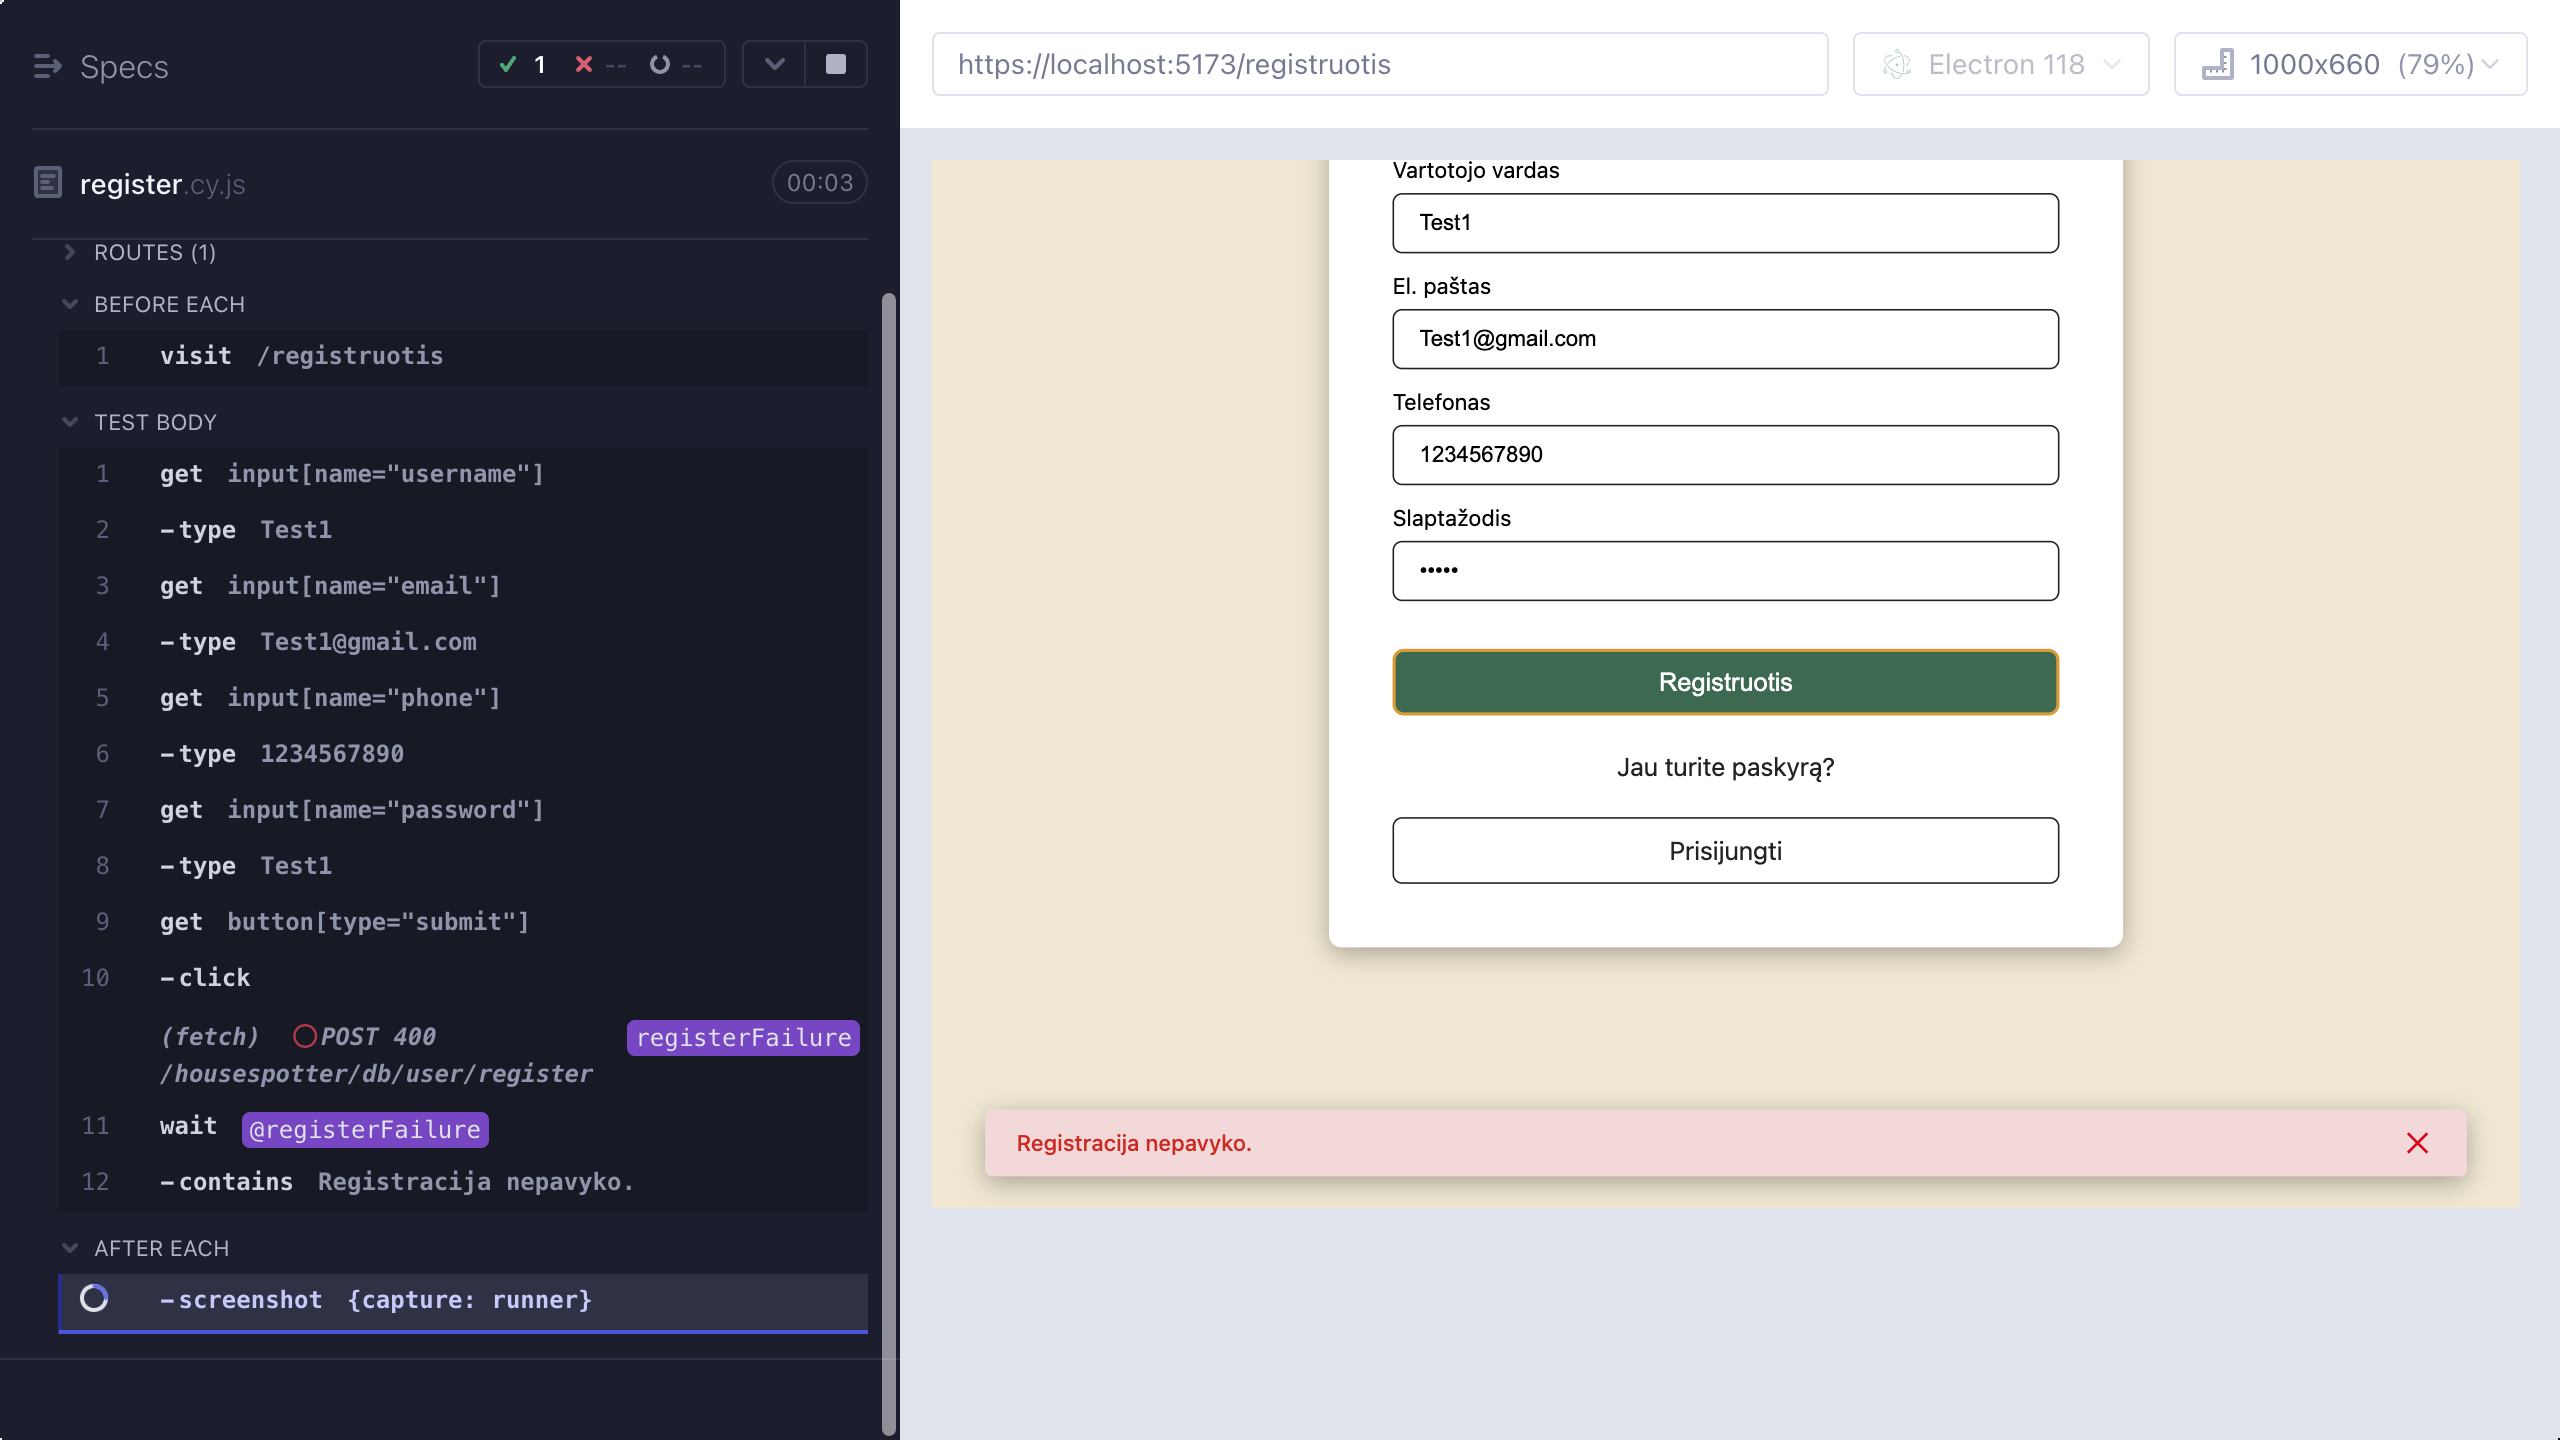 Specs
1 -- --
register.cy.js 00:03
ROUTES (1)
BEFORE EACH
1 visit /registruotis
TEST BODY
1 get input[name="username"]
2 -type Test1
3 get input[name="email"]
4 -type Test1@gmail.com
5 get input[name="phone"]
6 -type 1234567890
7 get input[name="password"]
8 -type Test1
9 get button[type="submit"]
10 -click
(fetch) POST 400 registerFailure
/housespotter/db/user/register
11 wait @registerFailure
12 -contains Registracija nepavyko.
AFTER EACH
-screenshot {capture: runner}
https://localhost:5173/registruotis
Electron 118
1000x660 (79%)
Vartotojo vardas
Test1
El. paštas
Test1@gmail.com
Telefonas
1234567890
Slaptažodis
•••••
Registruotis
Jau turite paskyrą?
Prisijungti
Registracija nepavyko.